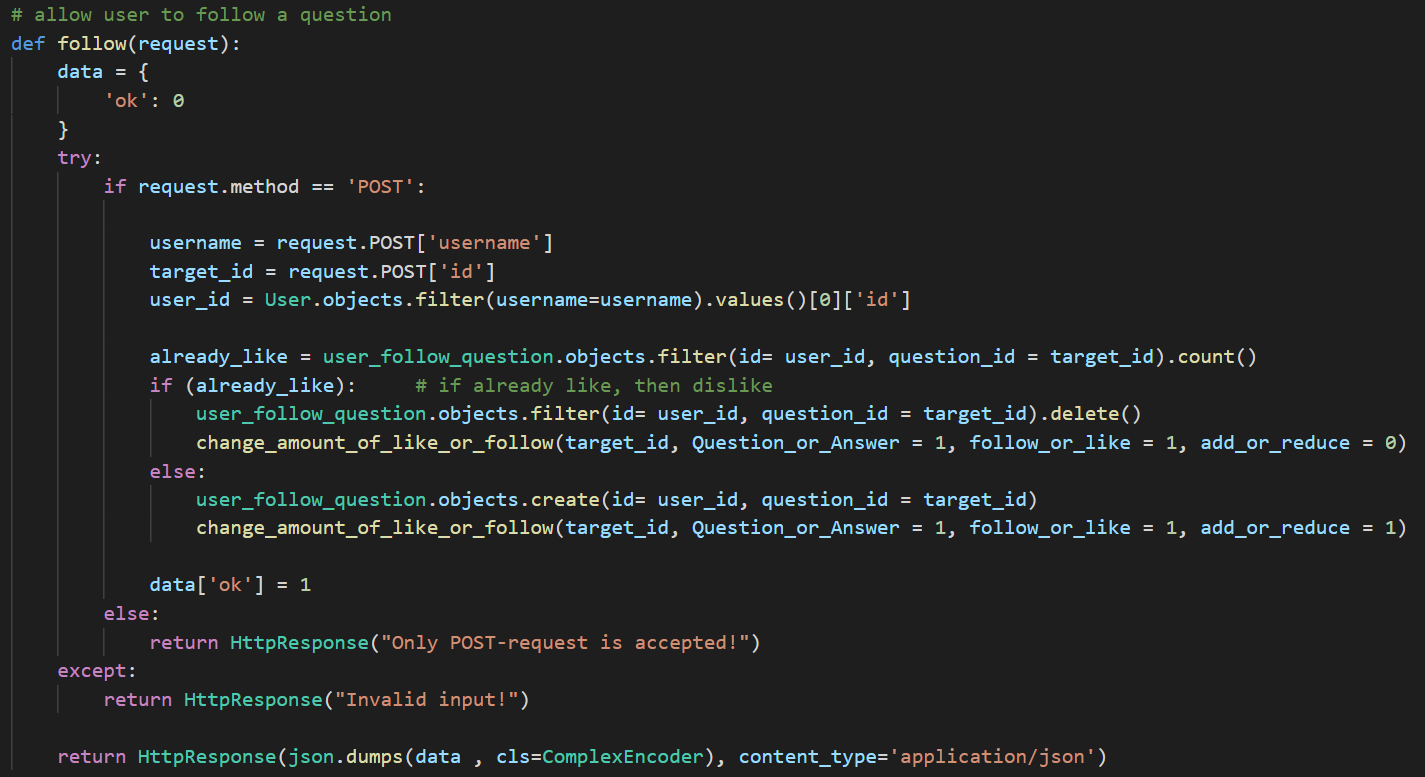 # allow user to follow a question
def follow(request):
    data = {
        'ok': 0
    }
    try:
        if request.method == 'POST':

            username = request.POST['username']
            target_id = request.POST['id']
            user_id = User.objects.filter(username=username).values()[0]['id']

            already_like = user_follow_question.objects.filter(id= user_id, question_id = target_id).count()
            if (already_like):     # if already like, then dislike
                user_follow_question.objects.filter(id= user_id, question_id = target_id).delete()
                change_amount_of_like_or_follow(target_id, Question_or_Answer = 1, follow_or_like = 1, add_or_reduce = 0)
            else:
                user_follow_question.objects.create(id= user_id, question_id = target_id)
                change_amount_of_like_or_follow(target_id, Question_or_Answer = 1, follow_or_like = 1, add_or_reduce = 1)

            data['ok'] = 1
        else:
            return HttpResponse("Only POST-request is accepted!")
    except:
        return HttpResponse("Invalid input!")

    return HttpResponse(json.dumps(data , cls=ComplexEncoder), content_type='application/json')